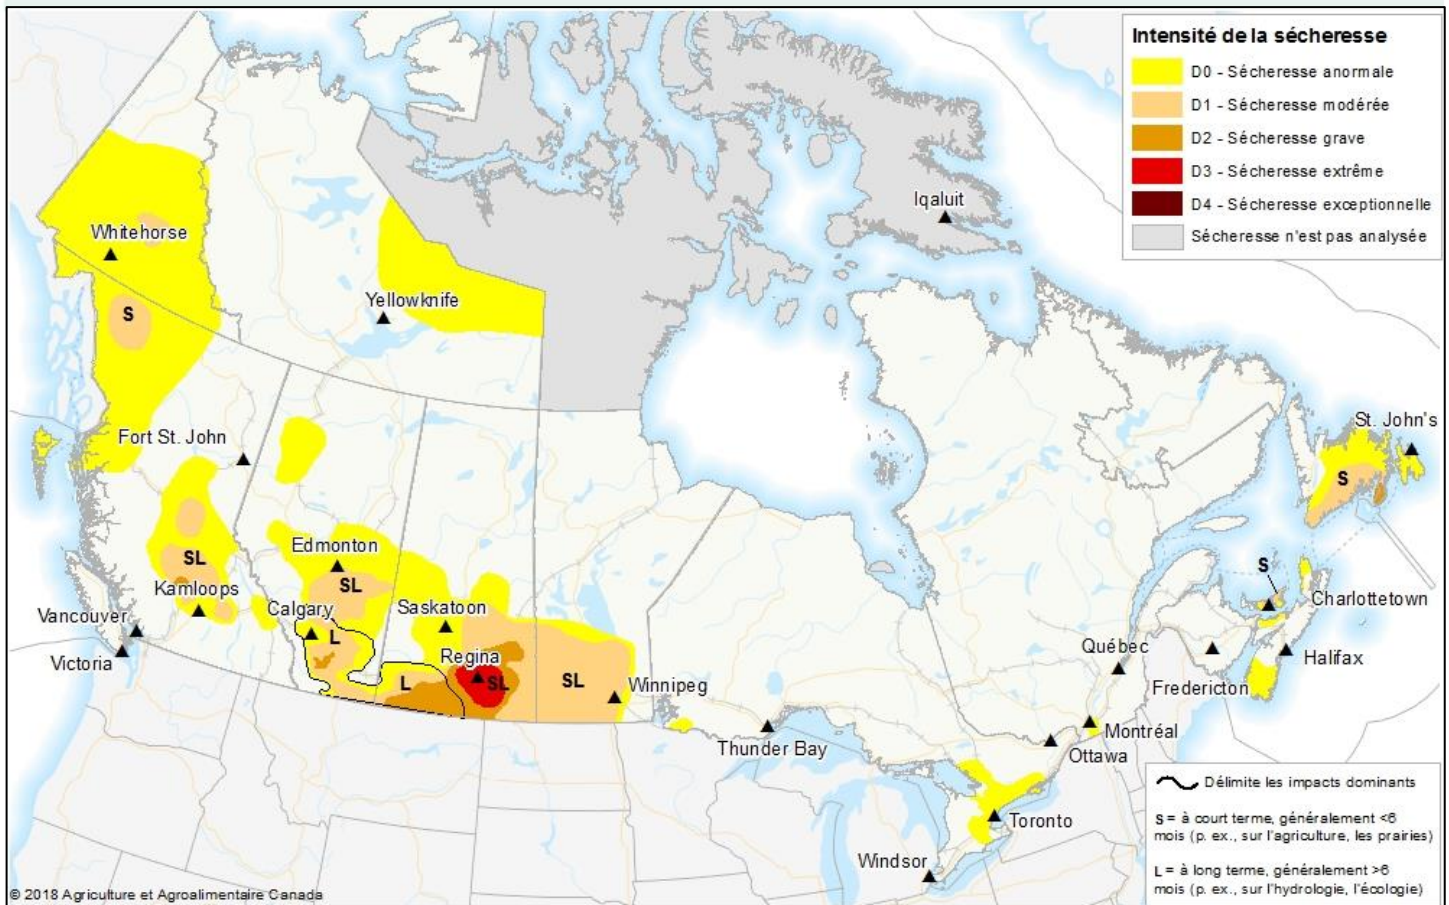 Intensité de la sécheresse
D0 - Sécheresse anormale
D1 - Sécheresse modérée
D2 - Sécheresse grave
D3 - Sécheresse extrême
D4 - Sécheresse exceptionnelle
Sécheresse n'est pas analysée
Iqaluit
Whitehorse
Yellowknife
S
Fort St. John
St. John's
S
Edmonton
SL
SL
S
Kamloops
Calgary
Saskatoon
Charlottetown
Vancouver
L
Victoria
Regina
Québec
Halifax
L
SL
SL
Winnipeg
Fredericton
Thunder Bay
Montréal
Ottawa
Toronto
Windsor
Délimite les impacts dominants
S = à court terme, généralement <6
mois (p. ex., sur l'agriculture, les prairies)
L = à long terme, généralement >6
mois (p. ex., sur l'hydrologie, l'écologie)
© 2018 Agriculture et Agroalimentaire Canada